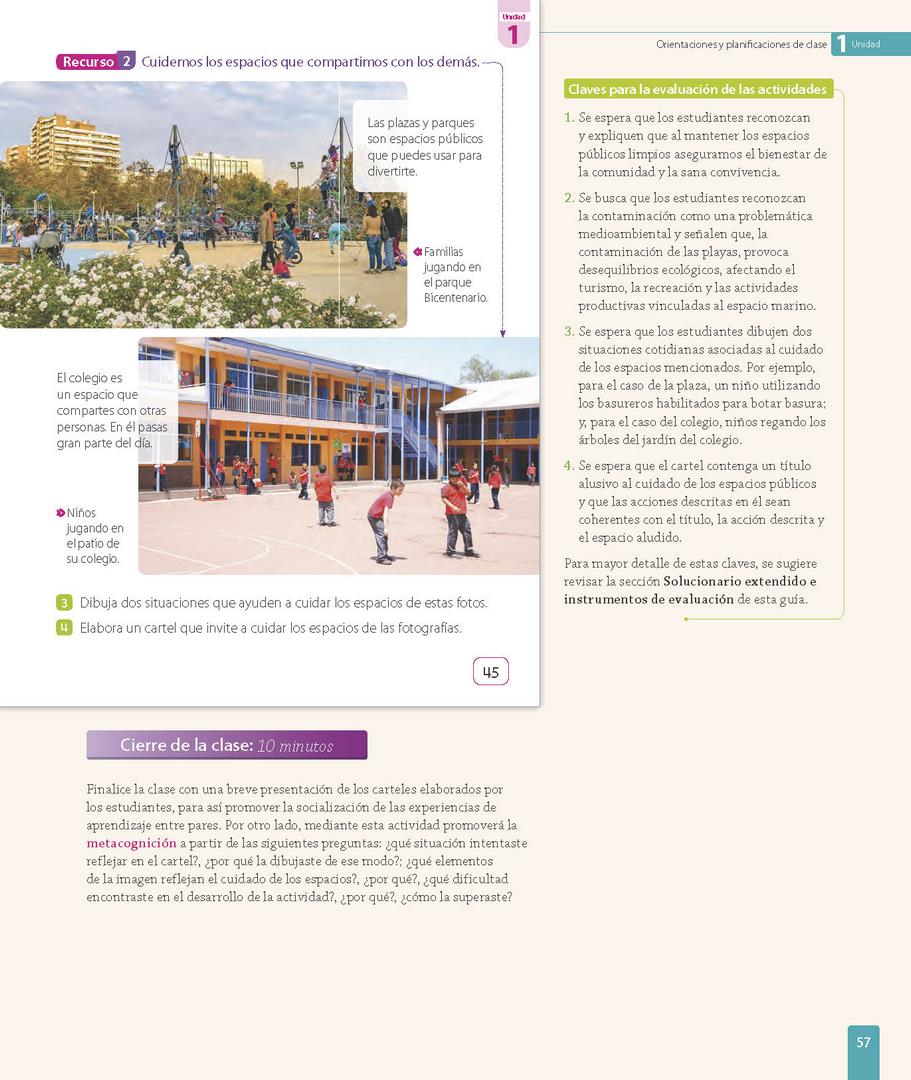 Unidad
1
Recurso 2 Cuidemos los espacios que compartimos con los demás.
Las plazas y parques
son espacios públicos
que puedes usar para
divertirte.
Familias
jugando en
el parque
Bicentenario.
El colegio es
un espacio que
compartes con otras
personas. En él pasas
gran parte del día.
Niños
jugando en
el patio de
su colegio.
3 Dibuja dos situaciones que ayuden a cuidar los espacios de estas fotos.
4 Elabora un cartel que invite a cuidar los espacios de las fotografías.
45
Orientaciones y planificaciones de clase 1 Unidad
Claves para la evaluación de las actividades
1. Se espera que los estudiantes reconozcan
y expliquen que al mantener los espacios
públicos limpios aseguramos el bienestar de
la comunidad y la sana convivencia.
2. Se busca que los estudiantes reconozcan
la contaminación como una problemática
medioambiental y señalen que, la
contaminación de las playas, provoca
desequilibrios ecológicos, afectando el
turismo, la recreación y las actividades
productivas vinculadas al espacio marino.
3. Se espera que los estudiantes dibujen dos
situaciones cotidianas asociadas al cuidado
de los espacios mencionados. Por ejemplo,
para el caso de la plaza, un niño utilizando
los basureros habilitados para botar basura;
y, para el caso del colegio, niños regando los
árboles del jardín del colegio.
4. Se espera que el cartel contenga un título
alusivo al cuidado de los espacios públicos
y que las acciones descritas en él sean
coherentes con el título, la acción descrita y
el espacio aludido.
Para mayor detalle de estas claves, se sugiere
revisar la sección Solucionario extendido e
instrumentos de evaluación de esta guía.
Cierre de la clase: 10 minutos
Finalice la clase con una breve presentación de los carteles elaborados por
los estudiantes, para así promover la socialización de las experiencias de
aprendizaje entre pares. Por otro lado, mediante esta actividad promoverá la
metacognición a partir de las siguientes preguntas: ¿qué situación intentaste
reflejar en el cartel?, ¿por qué la dibujaste de ese modo?; ¿qué elementos
de la imagen reflejan el cuidado de los espacios?, ¿por qué?, ¿qué dificultad
encontraste en el desarrollo de la actividad?, ¿por qué?, ¿cómo la superaste?
57